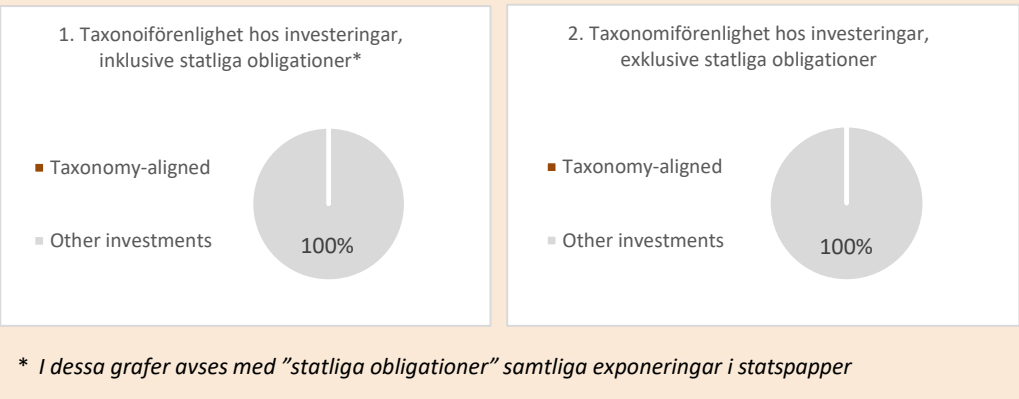 1. Taxonoiförenlighet hos investeringar,
inklusive statliga obligationer*
Taxonomy-aligned
Other investments
100%
2. Taxonomiförenlighet hos investeringar,
exklusive statliga obligationer
Taxonomy-aligned
Other investments
100%
* I dessa grafer avses med ”statliga obligationer” samtliga exponeringar i statspapper